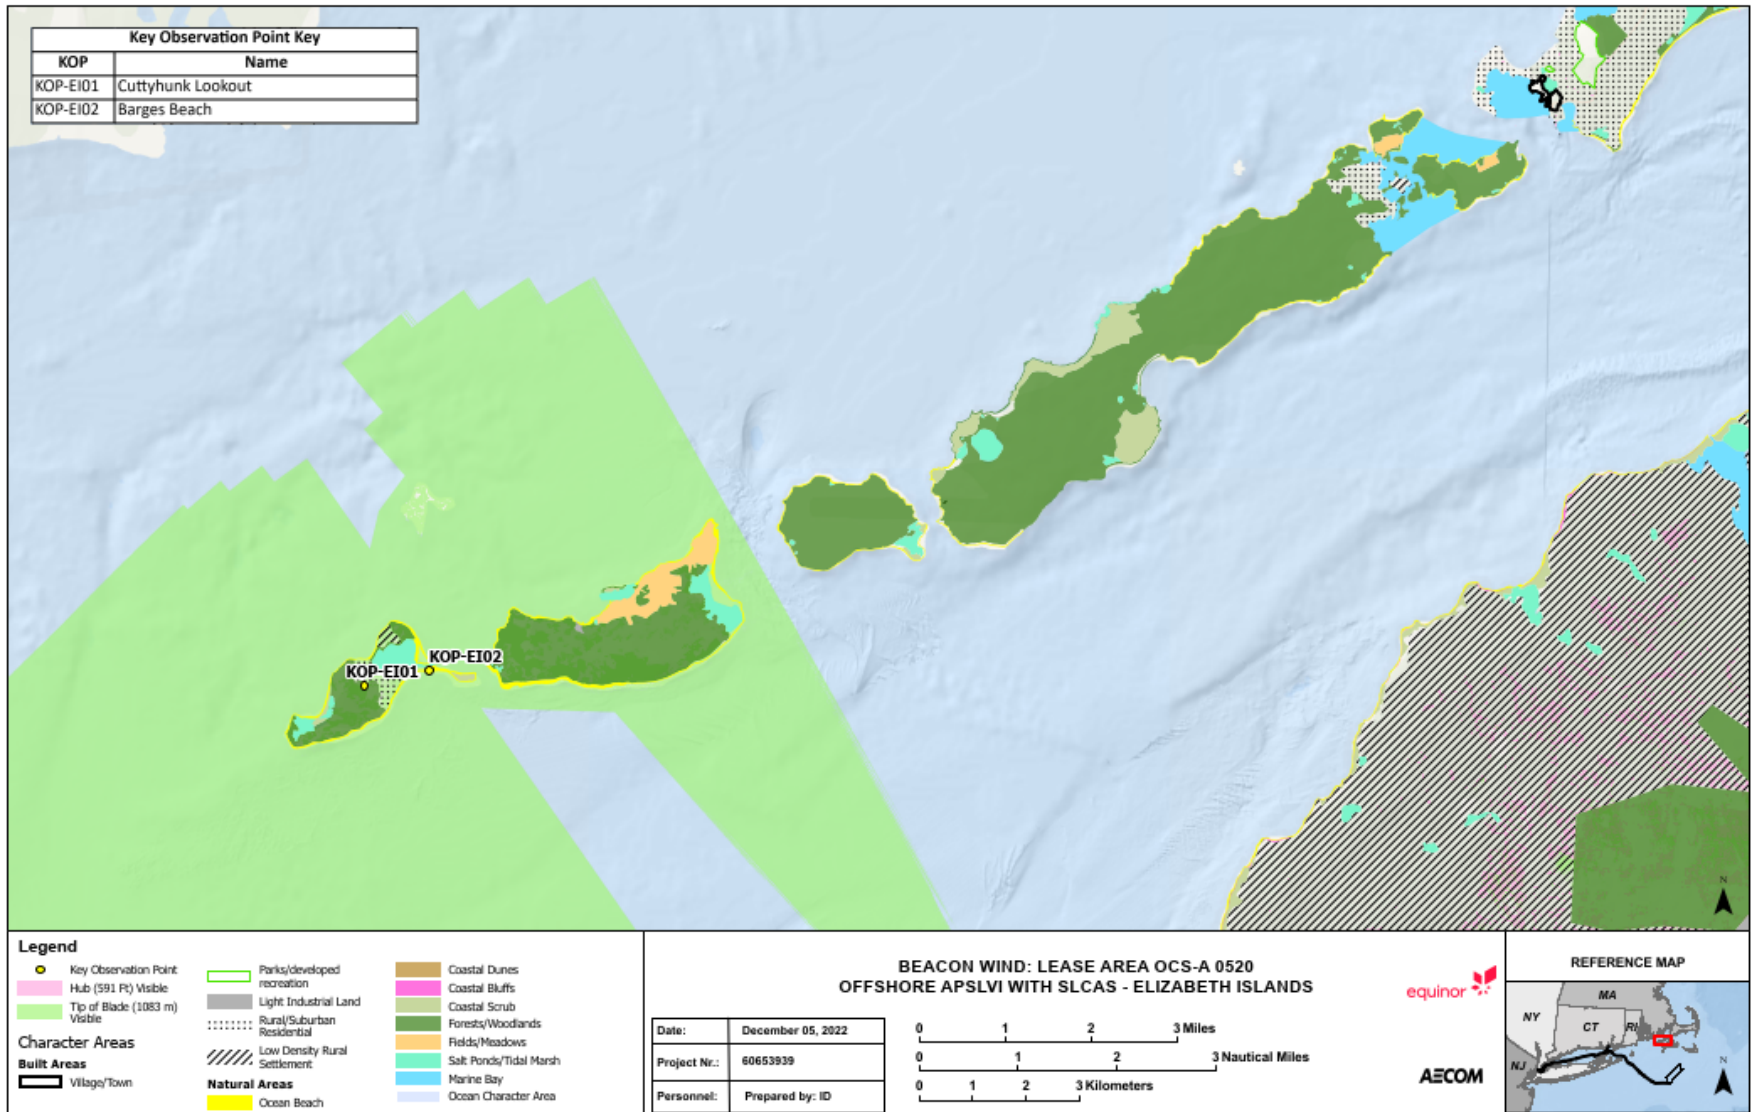 Key Observation Point Key
KOP Name
KOP-EI01 Cuttyhunk Lookout
KOP-EI02 Barges Beach
KOP-EI02
KOP-EI01
N
Legend
Key Observation Point
Hub (591 Ft) Visible
Tip of Blade (1083 m)
Visible
Character Areas
Built Areas
Village/Town
Parks/developed
recreation
Light Industrial Land
Rural/Suburban
Residential
Low Density Rural
Settlement
Natural Areas
Ocean Beach
Coastal Dunes
Coastal Bluffs
Coastal Scrub
Forests/Woodlands
Fields/Meadows
Salt Ponds/Tidal Marsh
Marine Bay
Ocean Character Area
BEACON WIND: LEASE AREA OCS-A 0520
OFFSHORE APSLVI WITH SLCAS - ELIZABETH ISLANDS
Date: December 05, 2022
Project Nr.: 60653939
Personnel: Prepared by: ID
0 1 2 3 Miles
0 1 2 3 Nautical Miles
0 1 2 3 Kilometers
equinor
AECOM
REFERENCE MAP
MA
NY
CT
RI
NJ
N